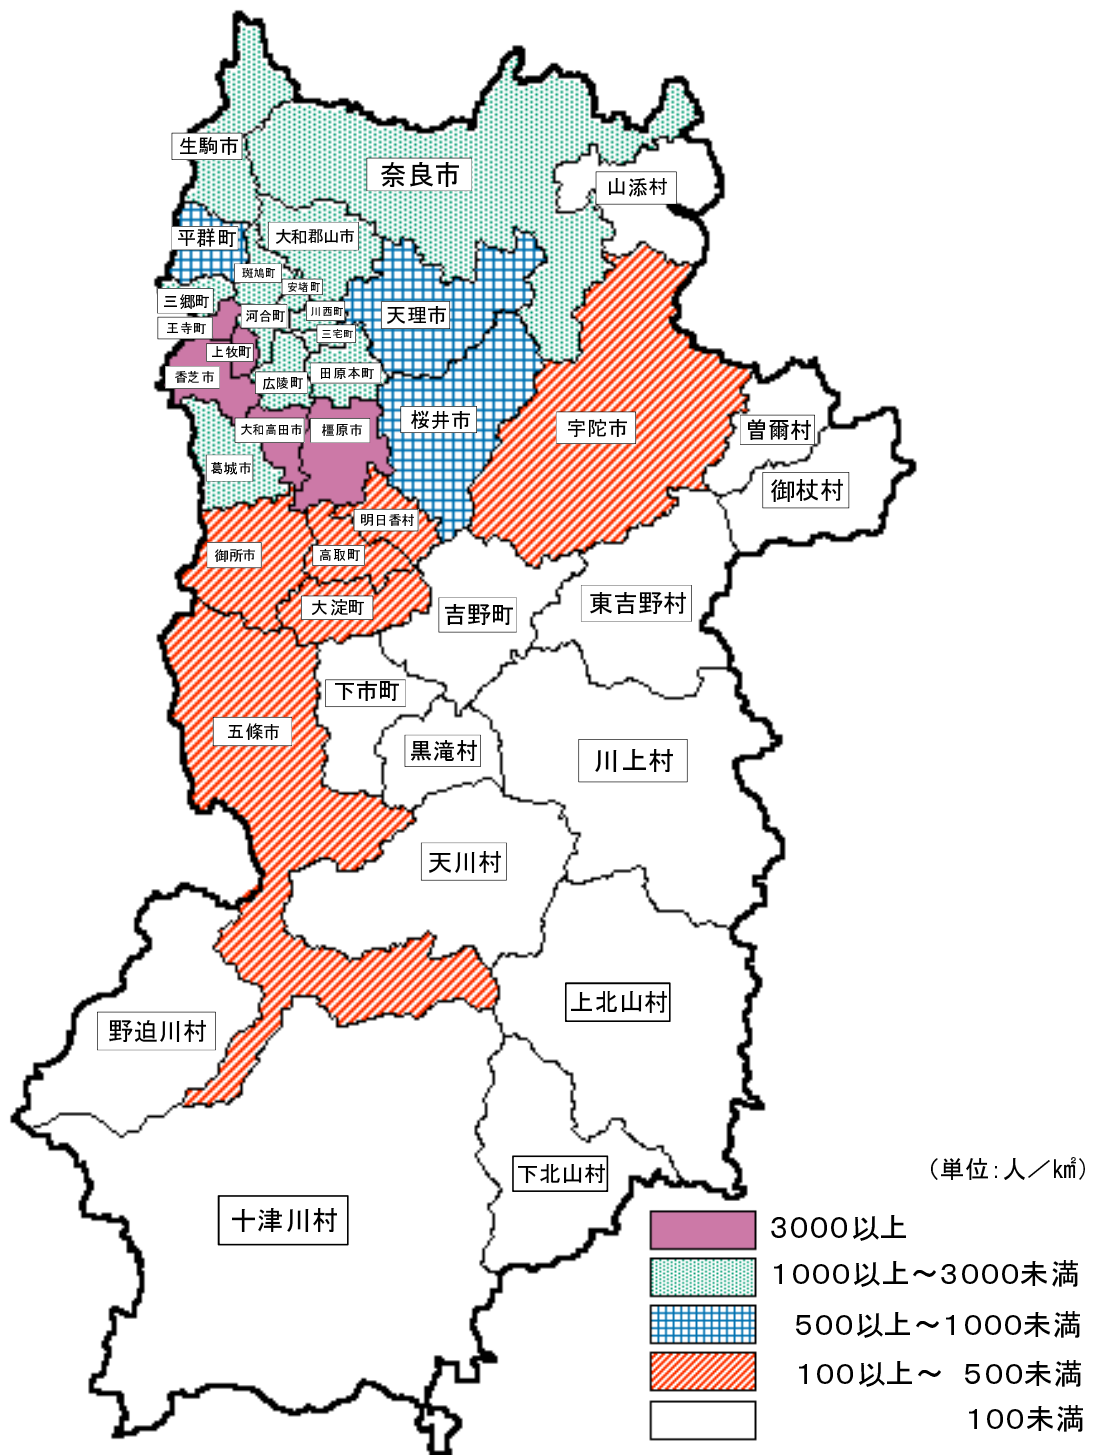 生駒市
奈良市
山添村
平群町
大和郡山市
斑鳩町
安堵町
三郷町
河合町
川西町
天理市
王寺町
三宅町
上牧町
香芝市
広陵町
田原本町
桜井市
宇陀市
曽爾村
大和高田市
橿原市
葛城市
御杖村
明日香村
御所市
高取町
大淀町
吉野町
東吉野村
下市町
五條市
黒滝村
川上村
天川村
上北山村
野迫川村
下北山村
十津川村
（単位：人／㎢）
3000以上
1000以上～3000未満
500以上～1000未満
100以上～ 500未満
100未満